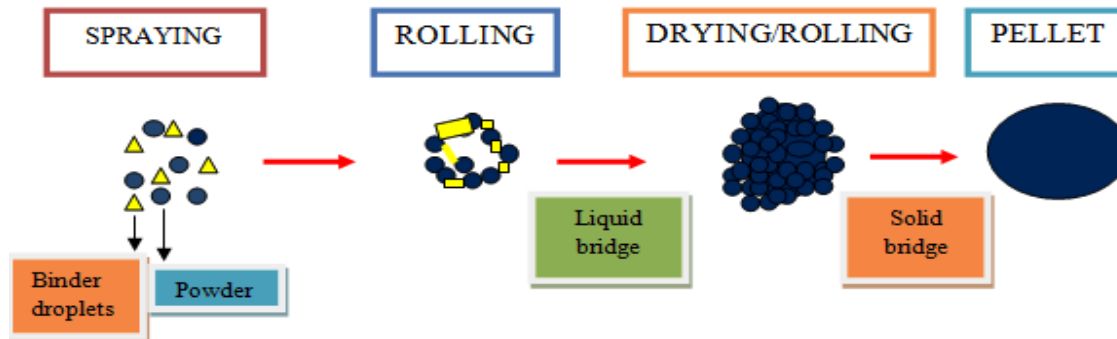 SPRAYING
ROLLING
DRYING/ROLLING
PELLET
Liquid
bridge
Solid
bridge
Binder
droplets
Powder